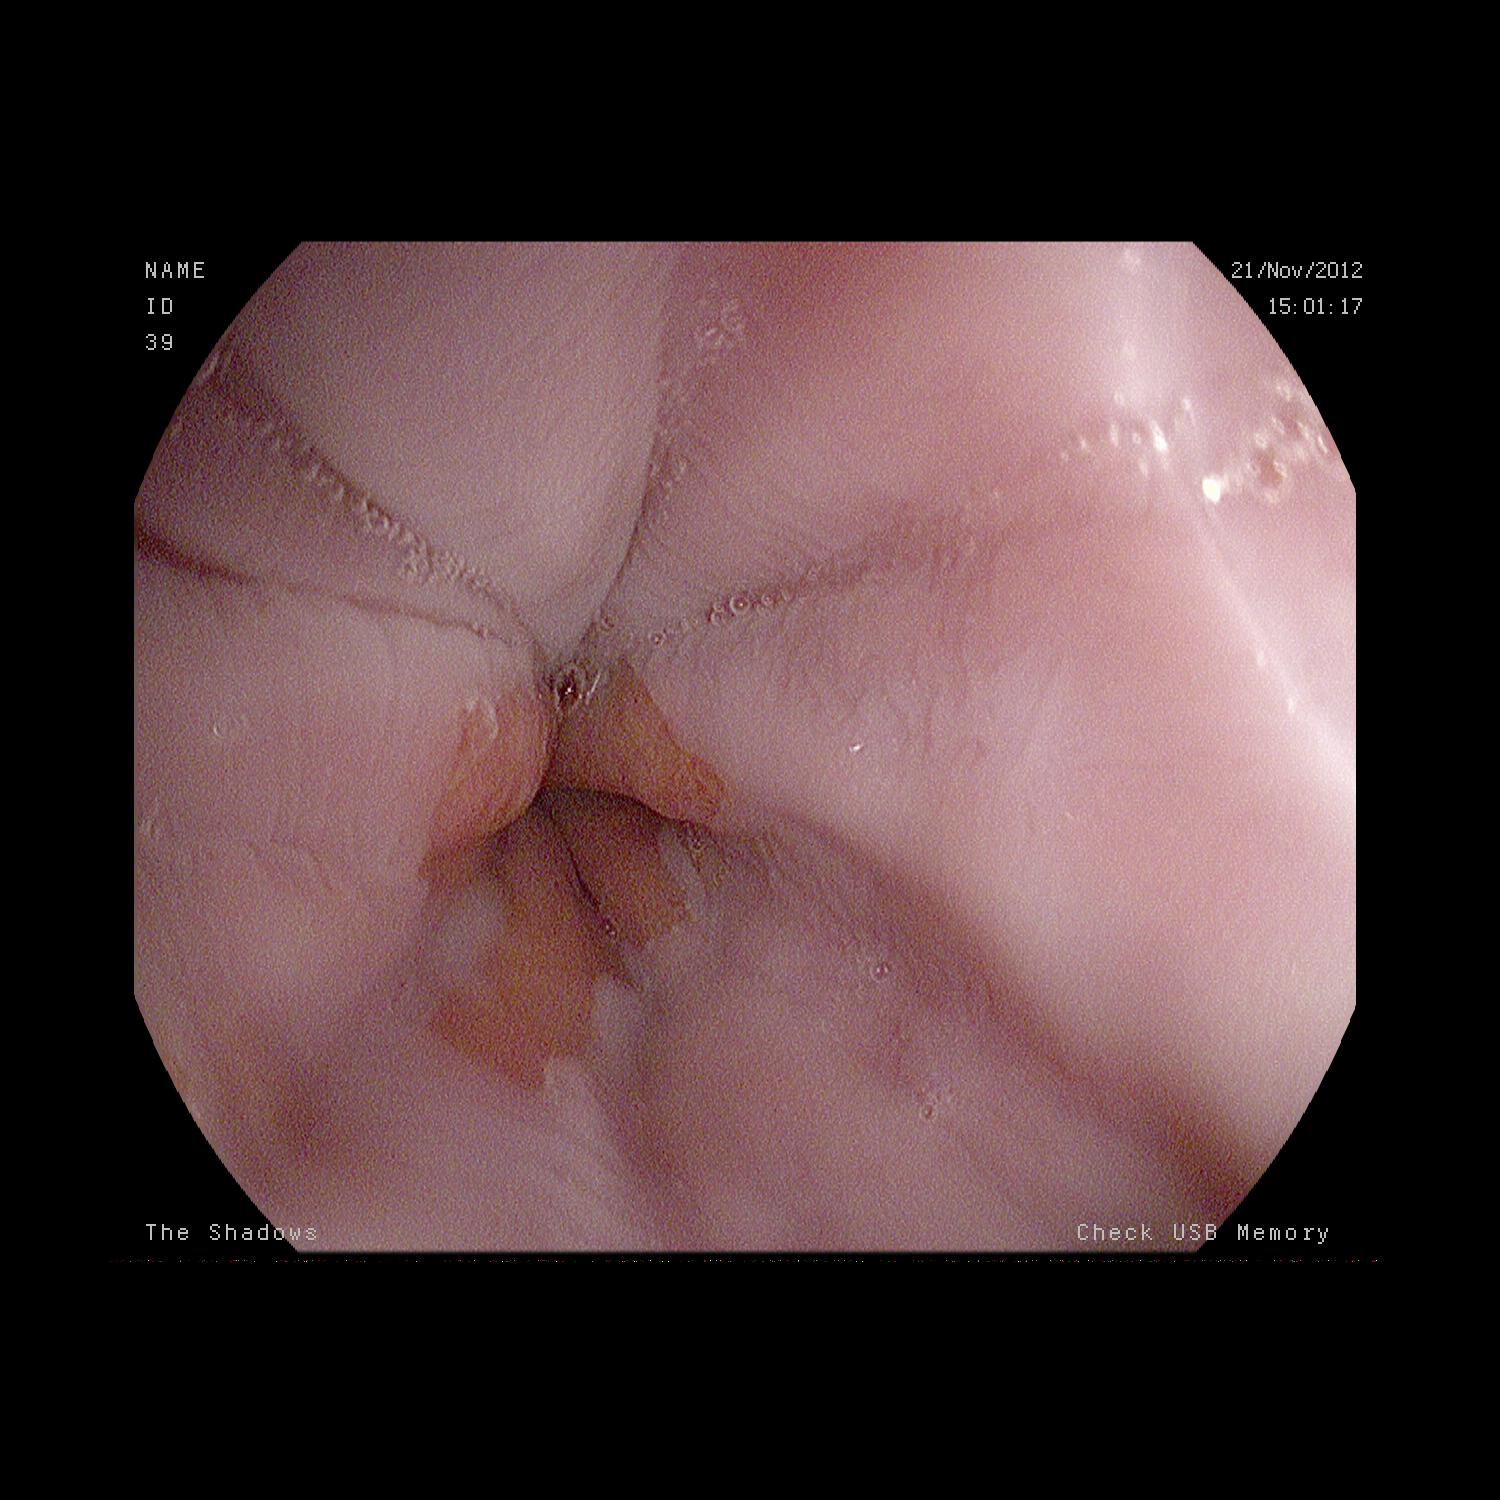 NAME
ID
39
21/Nov/2012
15:01:17
The Shadows
Check USB Memory